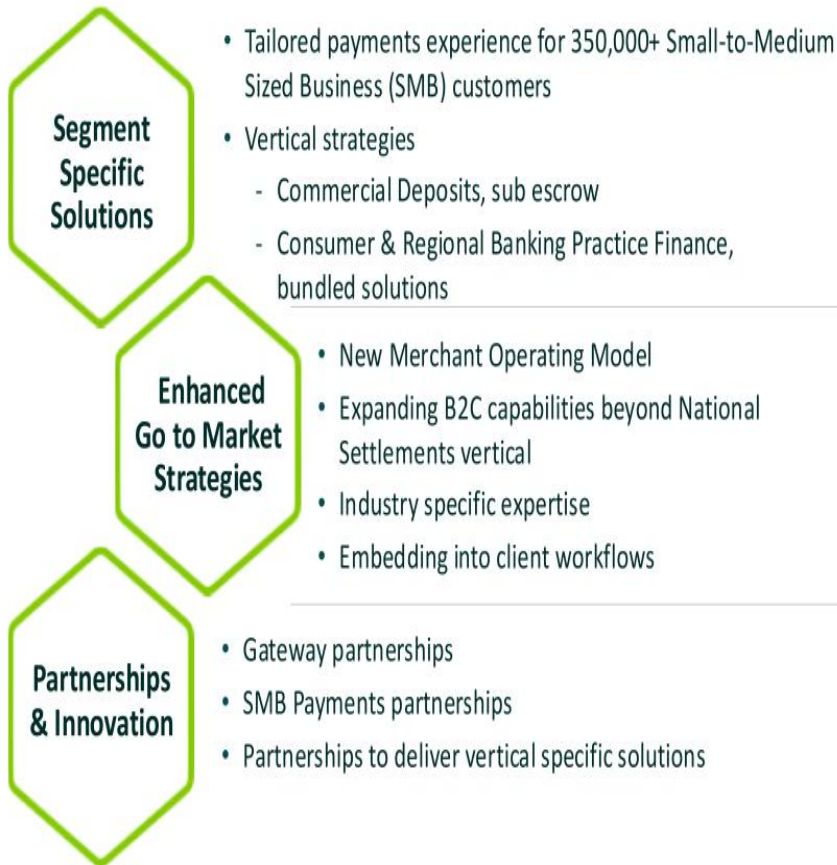 Segment
Specific
Solutions
• Tailored payments experience for 350,000+ Small-to-Medium
Sized Business (SMB) customers
• Vertical strategies
- Commercial Deposits, sub escrow
- Consumer & Regional Banking Practice Finance,
bundled solutions
Enhanced
Go to Market
Strategies
• New Merchant Operating Model
• Expanding B2C capabilities beyond National
Settlements vertical
• Industry specific expertise
• Embedding into client workflows
Partnerships
& Innovation
• Gateway partnerships
• SMB Payments partnerships
• Partnerships to deliver vertical specific solutions